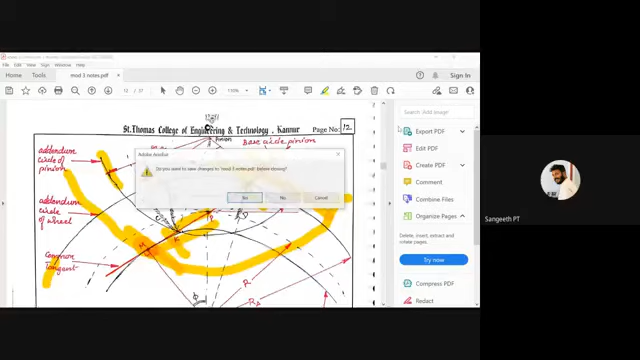 File Edit View Sign Window Help
Home Tools mod 3 notes.pdf ×
Sign In
12 / 37
130%
St.Thomas College of Engineering & Technology, Kannur Page No: 12
Pinion
Base circle pinion
addendum
circle of
pinion
addendum
circle of
wheel
Common
Tangent
M
K
P
R
RA
Adobe Acrobat
Do you want to save changes to 'mod 3 notes.pdf' before closing?
No
Cancel
Export PDF
Edit PDF
Create PDF
Comment
Combine Files
Organize Pages
Delete, insert, extract and
rotate pages.
Try now
Compress PDF
Redact
Sangeeth PT